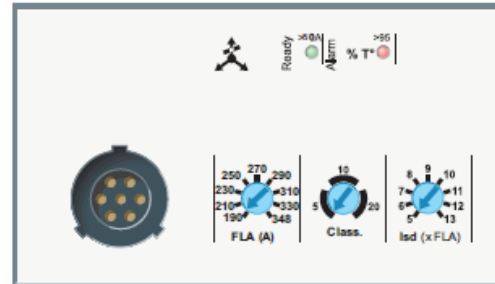 >50A
>95
Ready
Alarm
% T°
250 270 290
230 310
210 330
190 348
FLA (A)
10
5 20
Class.
8 9 10
7 11
6 12
5 13
Isd (x FLA)